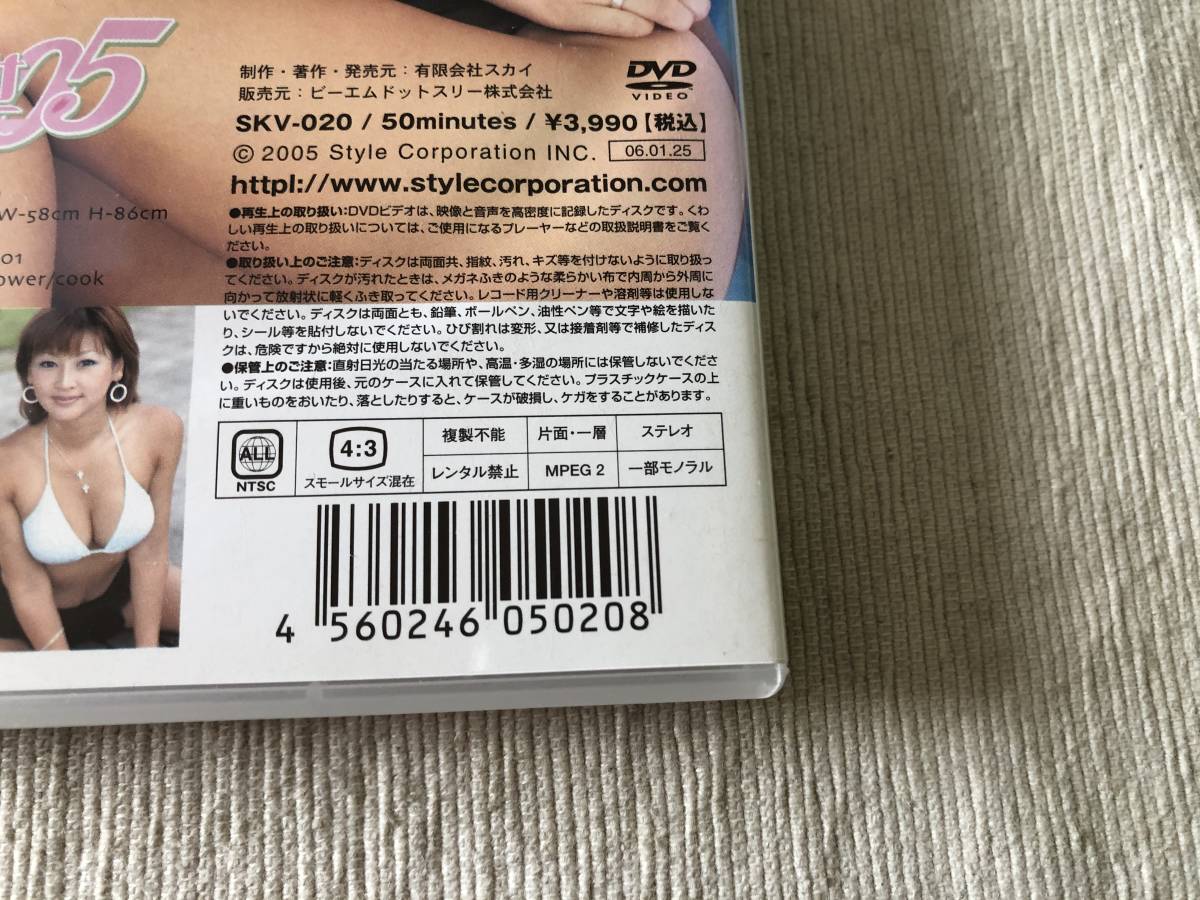 05
制作・著作・発売元：有限会社スカイ
販売元：ビーエムドットスリー株式会社
DVD
VIDEO
SKV-020 / 50minutes / ¥3,990【税込】
© 2005 Style Corporation INC. 06.01.25
httpl://www.stylecorporation.com
W-58cm H-86cm
01
ower/cook
●再生上の取り扱い：DVDビデオは、映像と音声を高密度に記録したディスクです。くわ
しい再生上の取り扱いについては、ご使用になるプレーヤーなどの取扱説明書をご覧く
ださい。
●取り扱い上のご注意：ディスクは両面共、指紋、汚れ、キズ等を付けないように取り扱っ
てください。ディスクが汚れたときは、メガネふきのような柔らかい布で内周から外周に
向かって放射状に軽くふき取ってください。レコード用クリーナーや溶剤等は使用しな
いでください。ディスクは両面とも、鉛筆、ボールペン、油性ペン等で文字や絵を描いた
り、シール等を貼付しないでください。ひび割れは変形、又は接着剤等で補修したディス
クは、危険ですから絶対に使用しないでください。
●保管上のご注意：直射日光の当たる場所や、高温・多湿の場所には保管しないでくださ
い。ディスクは使用後、元のケースに入れて保管してください。プラスチックケースの上
に重いものをおいたり、落としたりすると、ケースが破損し、ケガをすることがあります。
ALL
NTSC
4:3
スモールサイズ混在
複製不能
レンタル禁止
片面・一層
MPEG 2
ステレオ
一部モノラル
4 560246 050208